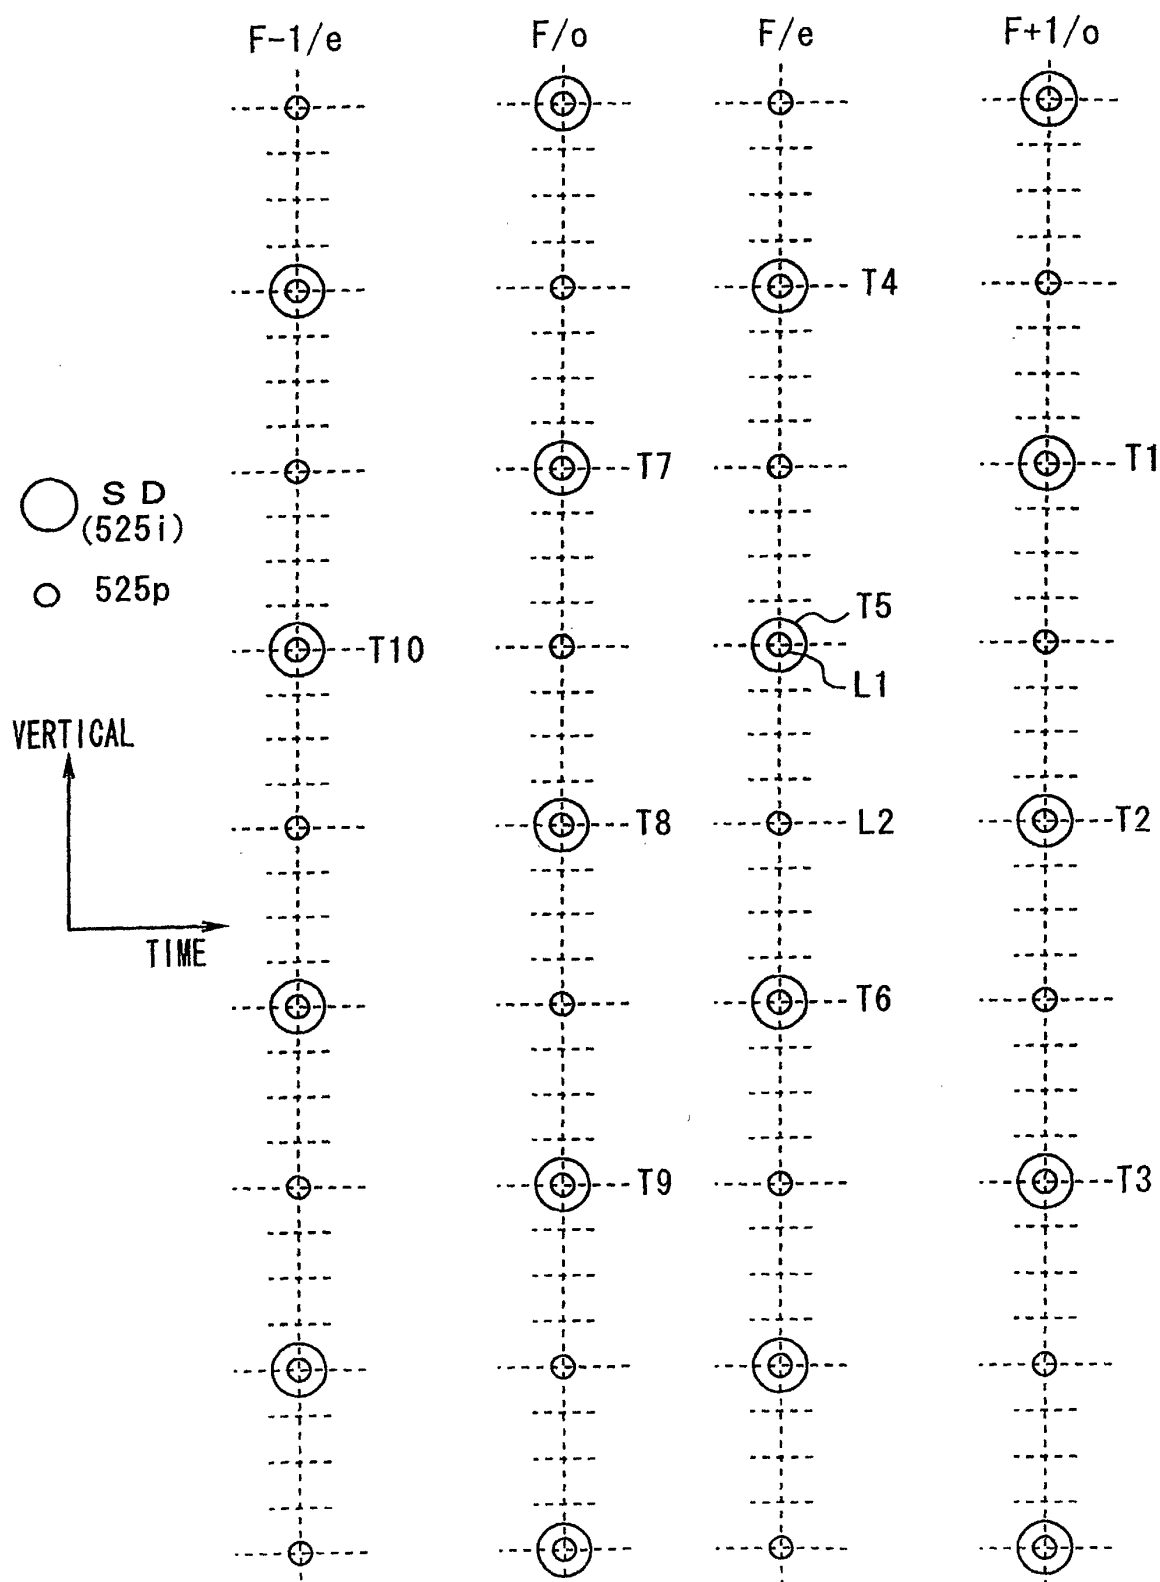 F-1/e
F/o
F/e
F+1/o
T4
T7
T1
SD
(525i)
525p
T5
T10
L1
VERTICAL
T8
L2
T2
TIME
T6
T9
T3